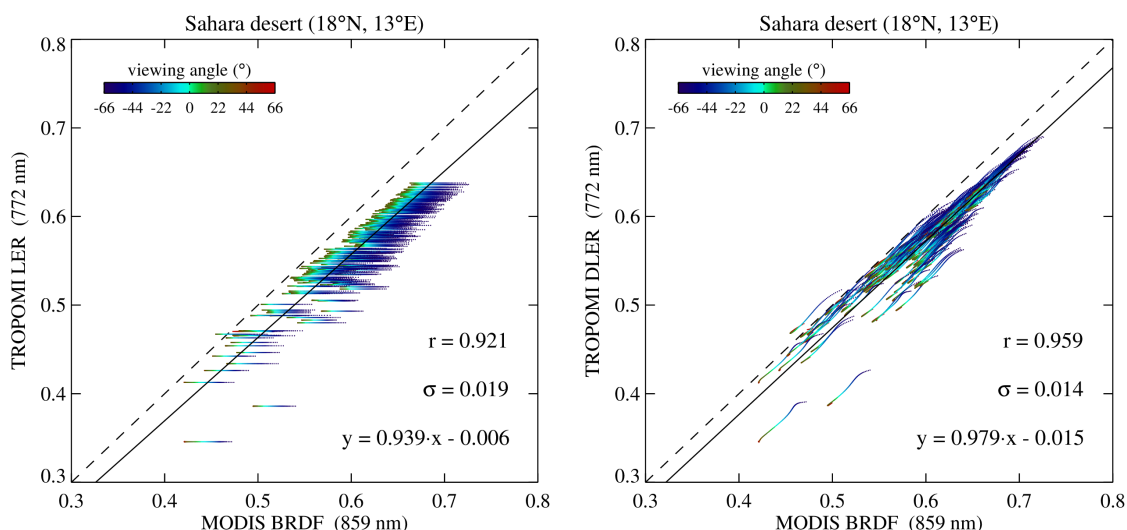 Sahara desert (18°N, 13°E)
viewing angle (°)
-66 -44 -22 0 22 44 66
TROPOMI LER (772 nm)
0.8
0.7
0.6
0.5
0.4
0.3
r = 0.921
σ = 0.019
y = 0.939·x - 0.006
0.3 0.4 0.5 0.6 0.7 0.8
MODIS BRDF (859 nm)
Sahara desert (18°N, 13°E)
viewing angle (°)
-66 -44 -22 0 22 44 66
TROPOMI DLER (772 nm)
0.8
0.7
0.6
0.5
0.4
0.3
r = 0.959
σ = 0.014
y = 0.979·x - 0.015
0.3 0.4 0.5 0.6 0.7 0.8
MODIS BRDF (859 nm)